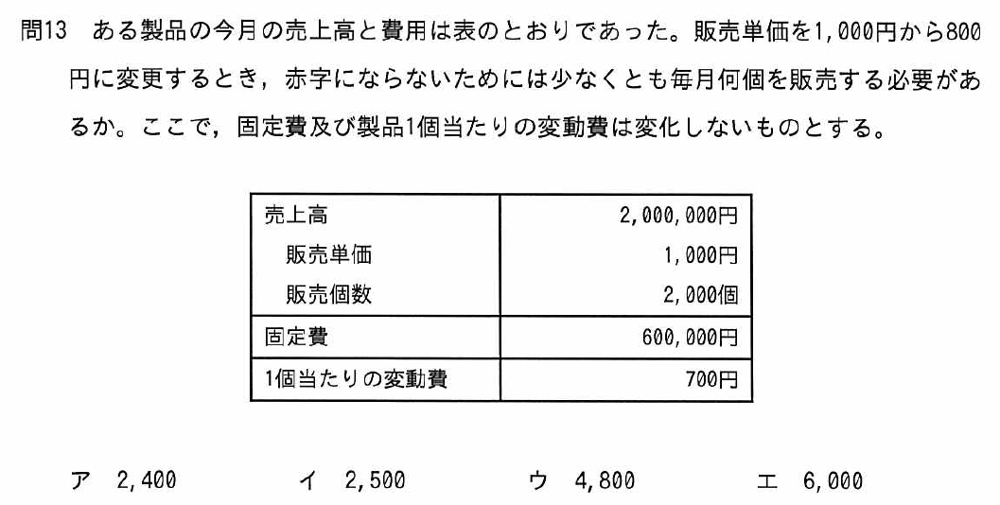 問13 ある製品の今月の売上高と費用は表のとおりであった。販売単価を1,000円から800
円に変更するとき，赤字にならないためには少なくとも毎月何個を販売する必要があ
るか。ここで，固定費及び製品1個当たりの変動費は変化しないものとする。
売上高 2,000,000円
販売単価 1,000円
販売個数 2,000個
固定費 600,000円
1個当たりの変動費 700円
ア 2,400 イ 2,500 ウ 4,800 エ 6,000